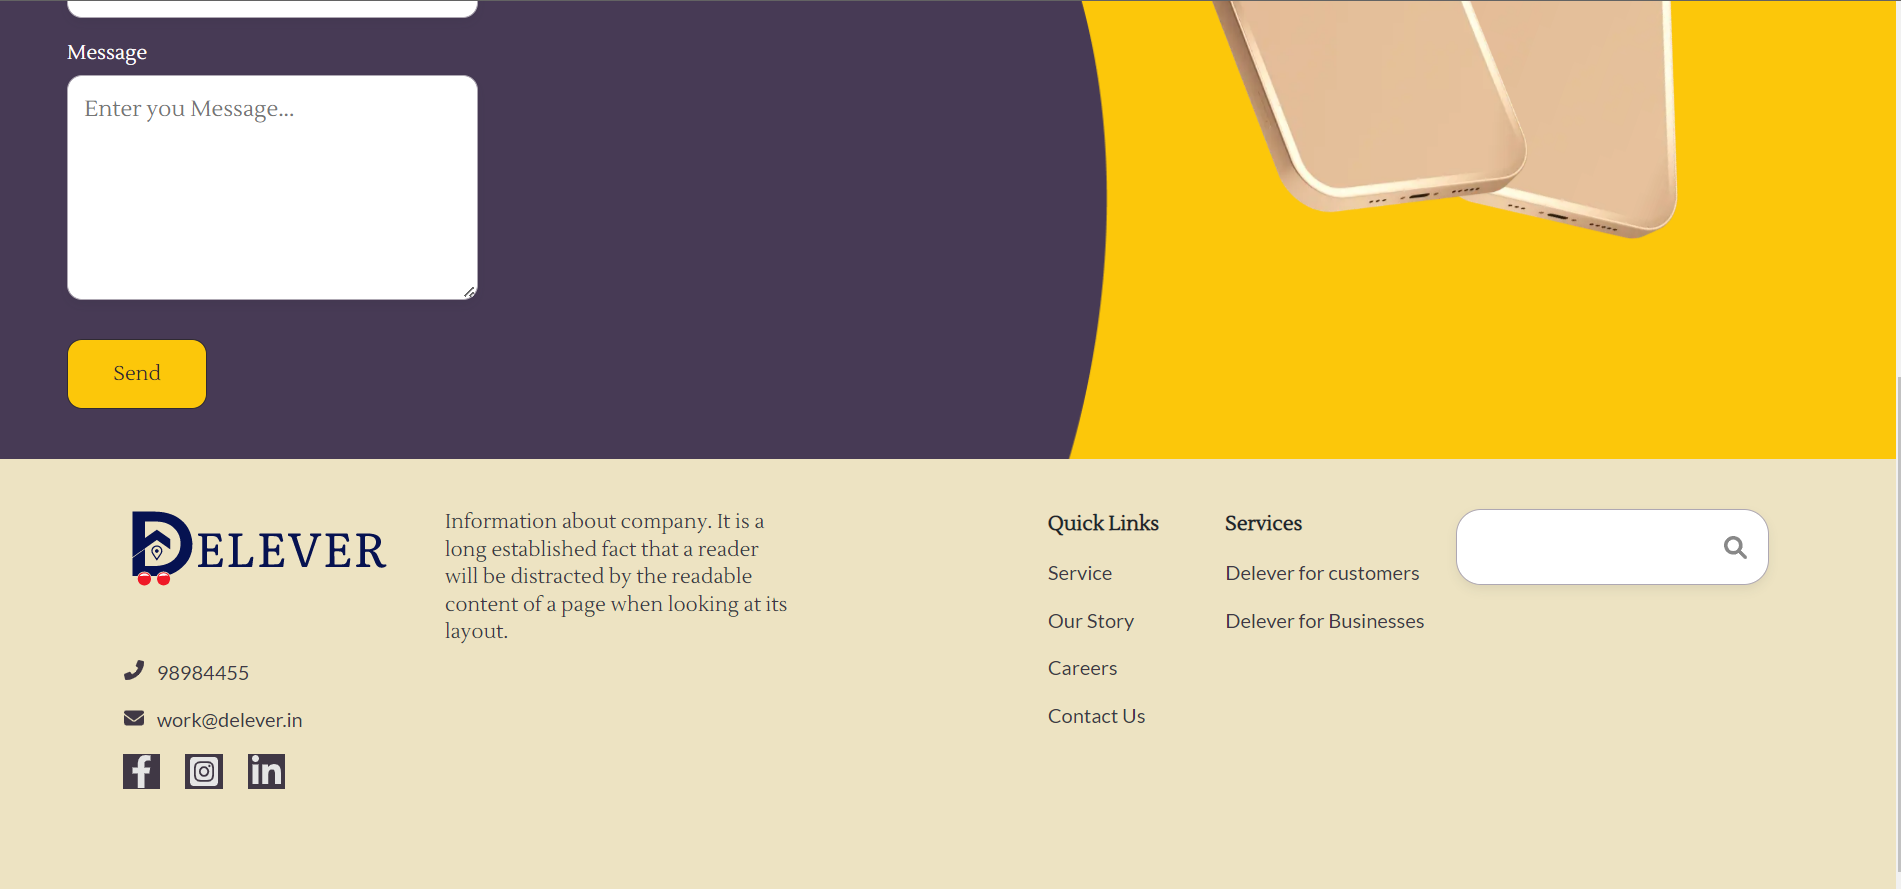 Message
Enter you Message...
Send
DELEVER
Information about company. It is a
long established fact that a reader
will be distracted by the readable
content of a page when looking at its
layout.
98984455
work@delever.in
Quick Links
Service
Our Story
Careers
Contact Us
Services
Delever for customers
Delever for Businesses